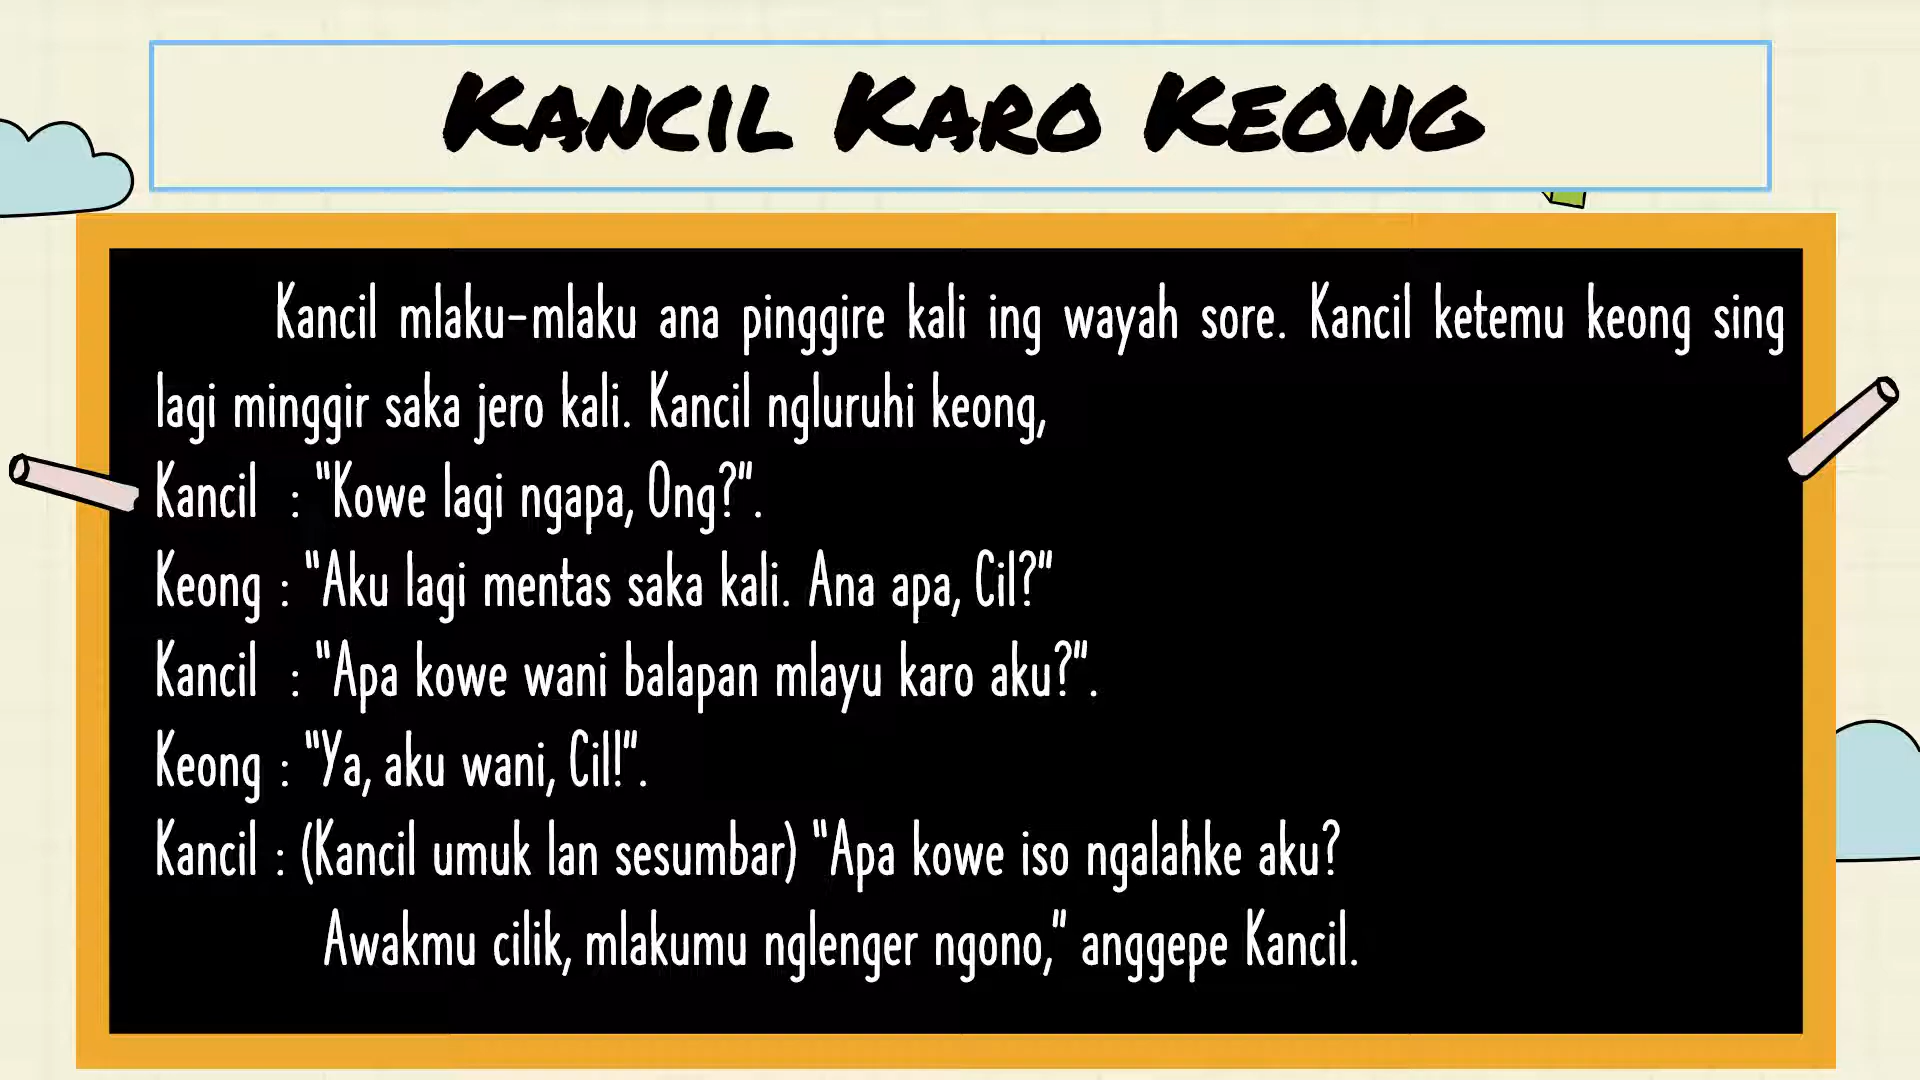 Kancil Karo Keong
Kancil mlaku-mlaku ana pinggire kali ing wayah sore. Kancil ketemu keong sing
lagi minggir saka jero kali. Kancil ngluruhi keong,
Kancil : "Kowe lagi ngapa, Ong?".
Keong : "Aku lagi mentas saka kali. Ana apa, Cil?"
Kancil : "Apa kowe wani balapan mlayu karo aku?".
Keong : "Ya, aku wani, Cil!".
Kancil : (Kancil umuk lan sesumbar) "Apa kowe iso ngalahke aku?
Awakmu cilik, mlakumu nglenger ngono," anggepe Kancil.